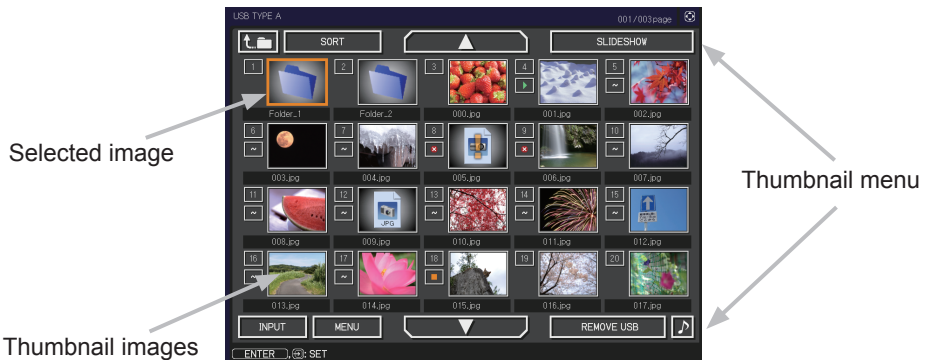 USB TYPE A
001/003page
SORT
SLIDESHOW
1
2
3
4
5
Folder_1
Folder_2
000.jpg
001.jpg
002.jpg
Selected image
6
7
8
9
10
003.jpg
004.jpg
005.jpg
006.jpg
007.jpg
Thumbnail menu
11
12
13
14
15
JPG
008.jpg
009.jpg
010.jpg
011.jpg
012.jpg
16
17
18
19
20
013.jpg
014.jpg
015.jpg
016.jpg
017.jpg
Thumbnail images
INPUT
MENU
REMOVE USB
ENTER , : SET